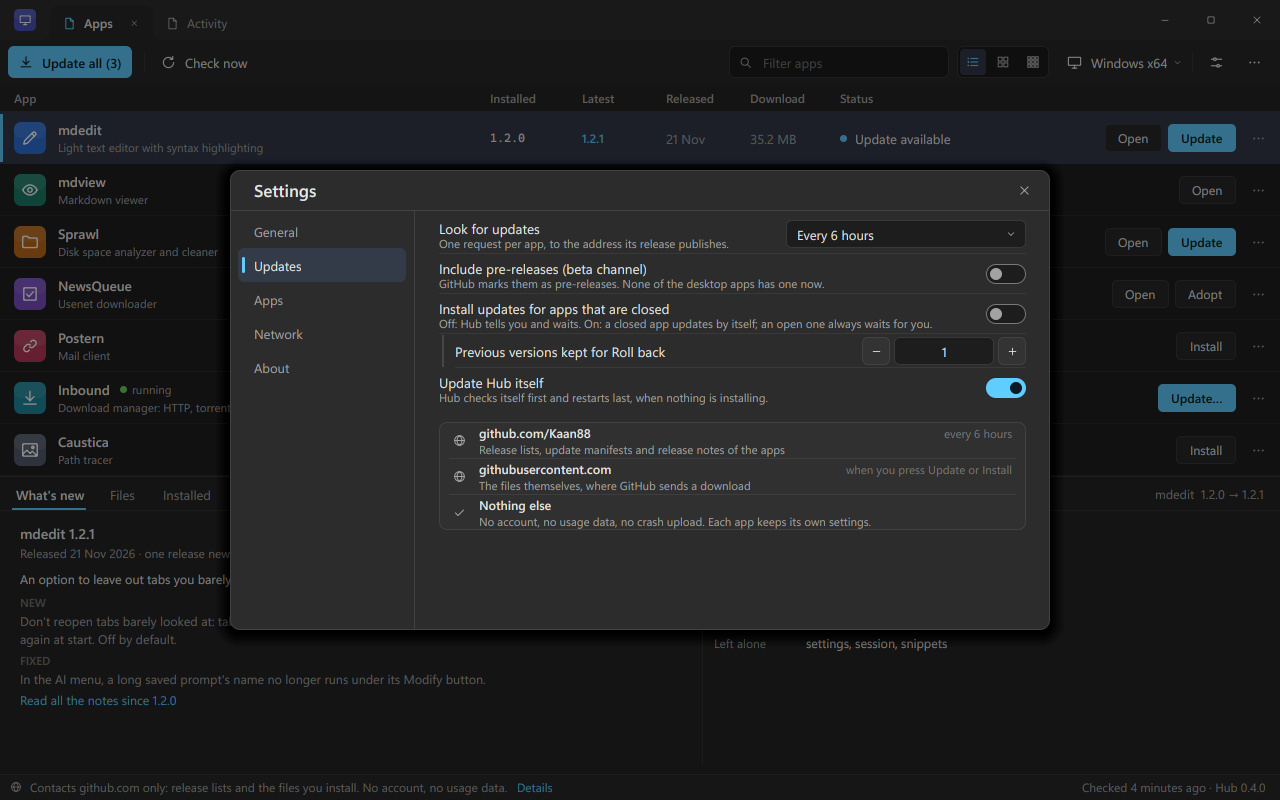 Apps
Activity
Update all (3)
Check now
Filter apps
Windows x64
App
Installed
Latest
Released
Download
Status
mdedit
Light text editor with syntax highlighting
1.2.0
1.2.1
21 Nov
35.2 MB
Update available
Open
Update
mdview
Markdown viewer
Open
Sprawl
Disk space analyzer and cleaner
Open
Update
NewsQueue
Usenet downloader
Open
Adopt
Postern
Mail client
Install
Inbound
running
Download manager: HTTP, torrent
Update...
Caustica
Path tracer
Install
Settings
General
Updates
Apps
Network
About
Look for updates
One request per app, to the address its release publishes.
Every 6 hours
Include pre-releases (beta channel)
GitHub marks them as pre-releases. None of the desktop apps has one now.
Install updates for apps that are closed
Off: Hub tells you and waits. On: a closed app updates by itself; an open one always waits for you.
Previous versions kept for Roll back
1
Update Hub itself
Hub checks itself first and restarts last, when nothing is installing.
github.com/Kaan88
every 6 hours
Release lists, update manifests and release notes of the apps
githubusercontent.com
when you press Update or Install
The files themselves, where GitHub sends a download
Nothing else
No account, no usage data, no crash upload. Each app keeps its own settings.
What's new
Files
Installed
mdedit 1.2.0 → 1.2.1
mdedit 1.2.1
Released 21 Nov 2026 · one release new
An option to leave out tabs you barely
NEW
Don't reopen tabs barely looked at: ta
again at start. Off by default.
FIXED
In the AI menu, a long saved prompt's name no longer runs under its Modify button.
Read all the notes since 1.2.0
Left alone
settings, session, snippets
Contacts github.com only: release lists and the files you install. No account, no usage data.
Details
Checked 4 minutes ago · Hub 0.4.0